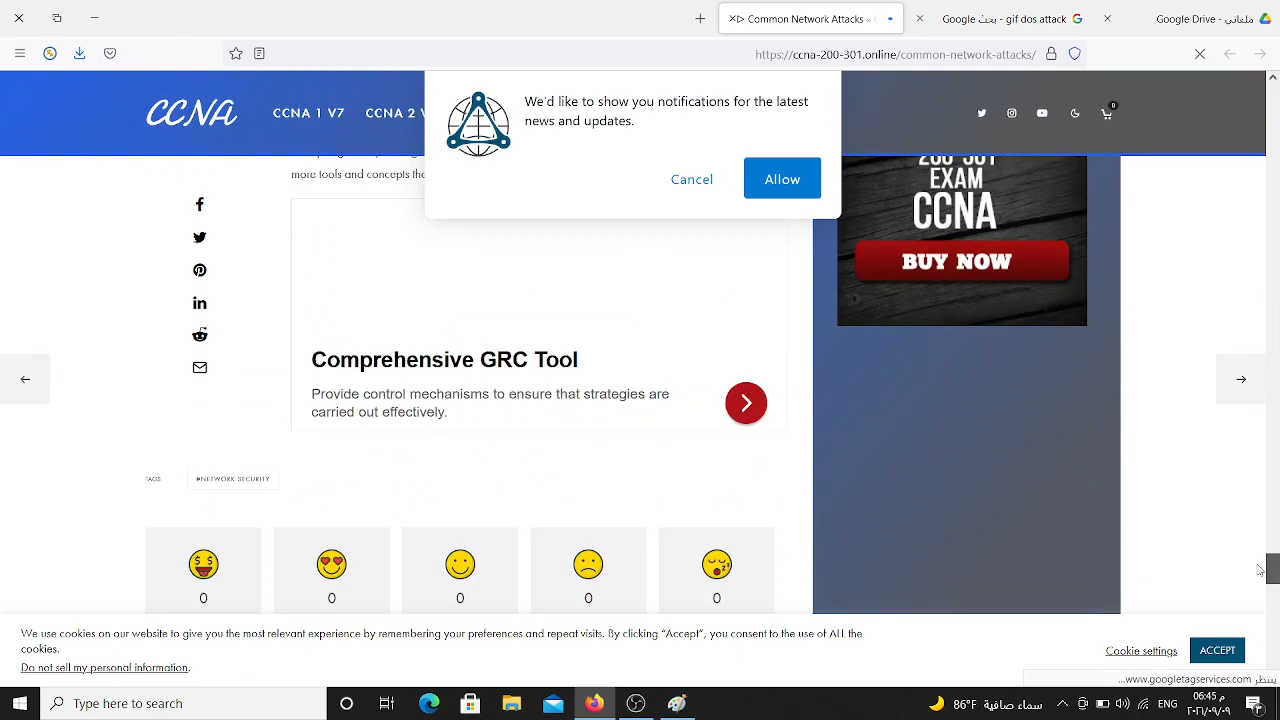 Common Network Attacks »
بحث Google - gif dos attack
ملفاتي - Google Drive
https://ccna-200-301.online/common-network-attacks/
CCNA
CCNA 1 V7
CCNA 2 V
We'd like to show you notifications for the latest
news and updates.
Cancel
Allow
0
more tools and concepts the
200-301
EXAM
CCNA
BUY NOW
Comprehensive GRC Tool
Provide control mechanisms to ensure that strategies are
carried out effectively.
TAGS
#NETWORK SECURITY
0
0
0
0
0
We use cookies on our website to give you the most relevant experience by remembering your preferences and repeat visits. By clicking “Accept”, you consent to the use of ALL the
cookies.
Do not sell my personal information.
Cookie settings
ACCEPT
...www.googletagservices.com
Type here to search
86°F سماء صافية
ENG
06:45 م